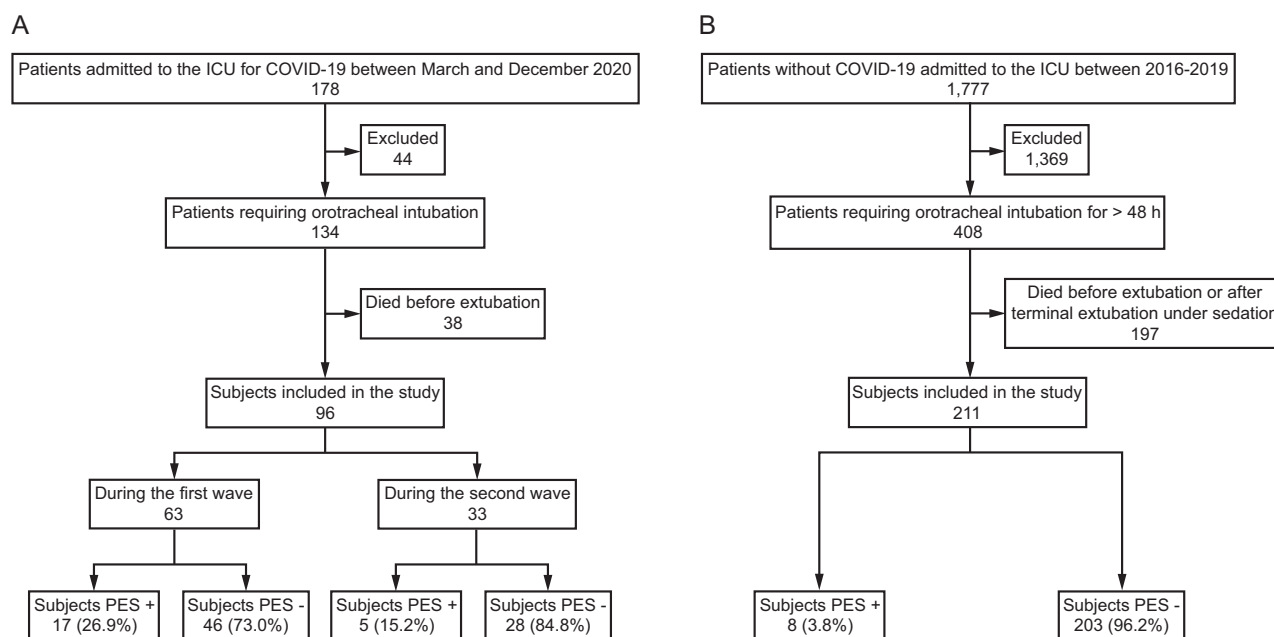 A
Patients admitted to the ICU for COVID-19 between March and December 2020
178
Excluded
44
Patients requiring orotracheal intubation
134
Died before extubation
38
Subjects included in the study
96
During the first wave
63
During the second wave
33
Subjects PES +
17 (26.9%)
Subjects PES -
46 (73.0%)
Subjects PES +
5 (15.2%)
Subjects PES -
28 (84.8%)
B
Patients without COVID-19 admitted to the ICU between 2016-2019
1,777
Excluded
1,369
Patients requiring orotracheal intubation for > 48 h
408
Died before extubation or after
terminal extubation under sedation
197
Subjects included in the study
211
Subjects PES +
8 (3.8%)
Subjects PES -
203 (96.2%)